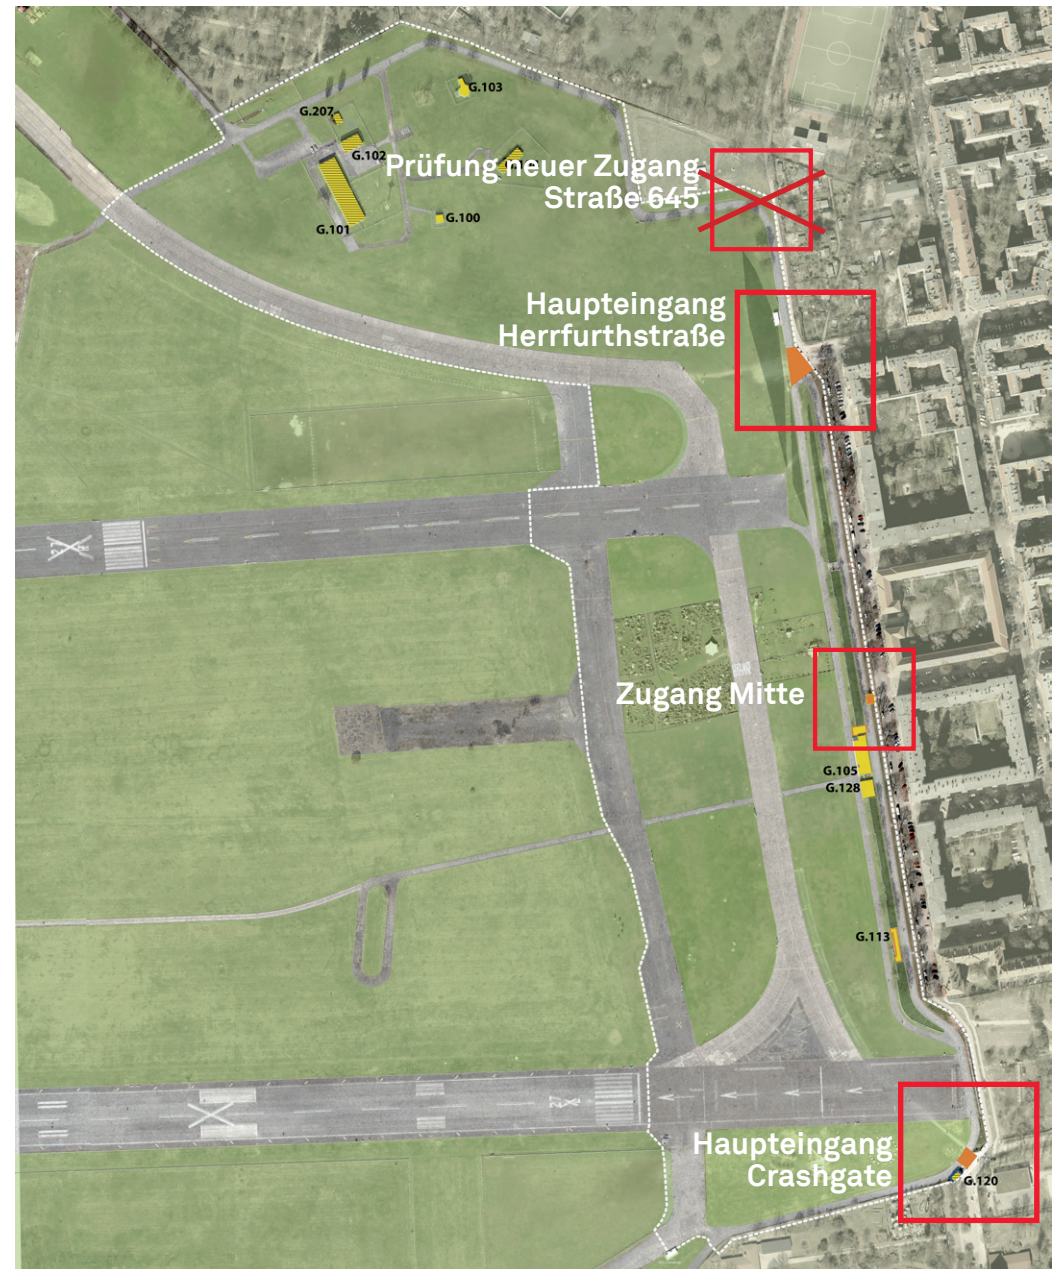 G.103
G.207
G.102
Prüfung neuer Zugang
Straße 645
G.100
G.101
Haupteingang
Herrfurthstraße
Zugang Mitte
G.105
G.128
G.113
Haupteingang
Crashgate
G.120